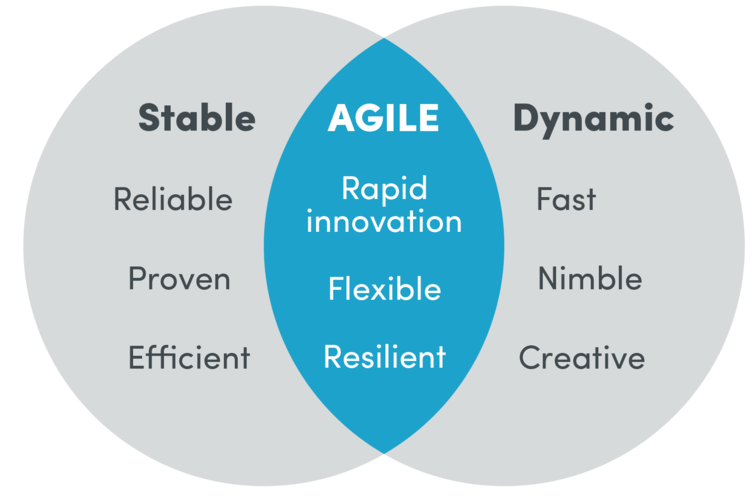 Stable
Reliable
Proven
Efficient
AGILE
Rapid
innovation
Flexible
Resilient
Dynamic
Fast
Nimble
Creative